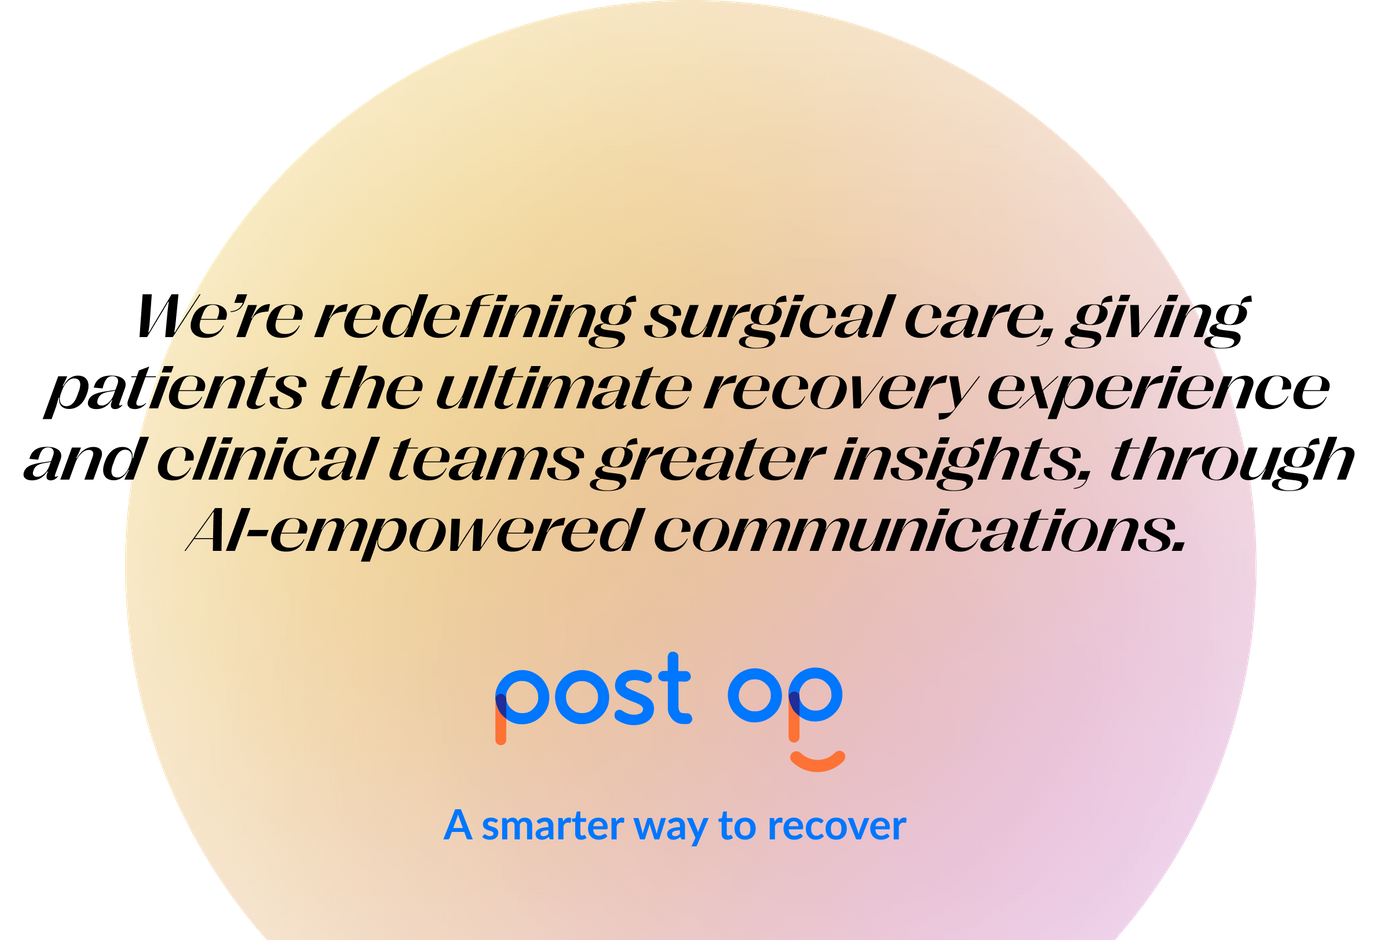 We’re redefining surgical care, giving
patients the ultimate recovery experience
and clinical teams greater insights, through
AI-empowered communications.
post op
A smarter way to recover